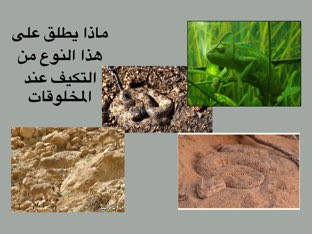 ماذا يطلق على
هذا النوع من
التكيف عند
المخلوقات